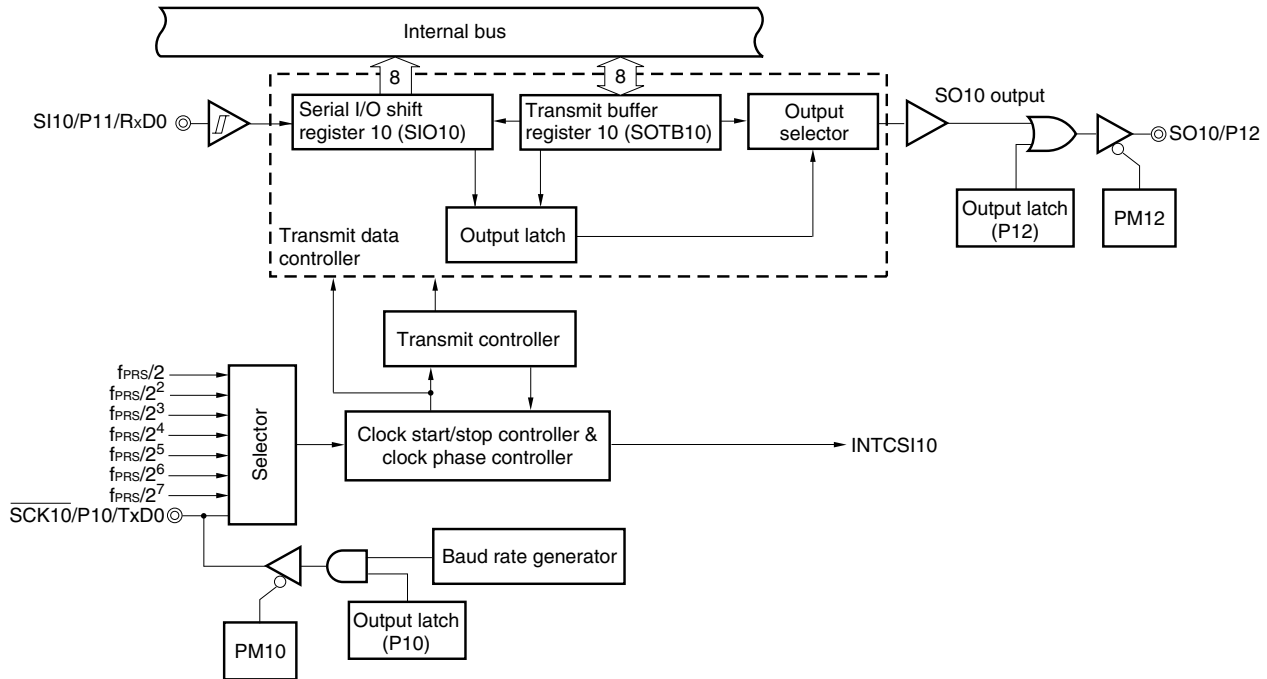 Internal bus
8
8
SI10/P11/RxD0
Serial I/O shift
register 10 (SIO10)
Transmit buffer
register 10 (SOTB10)
Output
selector
SO10 output
SO10/P12
Output latch
Output latch
(P12)
PM12
Transmit data
controller
Transmit controller
fPRS/2
fPRS/2²
fPRS/2³
fPRS/2⁴
fPRS/2⁵
fPRS/2⁶
fPRS/2⁷
S̅C̅K̅1̅0̅/P10/TxD0
Selector
Clock start/stop controller &
clock phase controller
INTCSI10
Baud rate generator
Output latch
(P10)
PM10